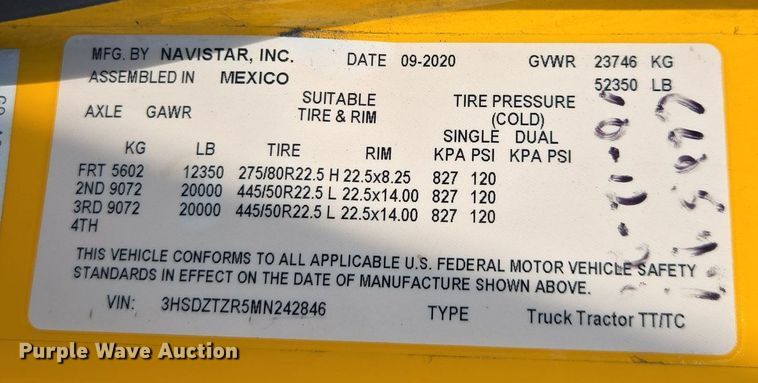 MFG. BY NAVISTAR, INC. DATE 09-2020 GVWR 23746 KG
ASSEMBLED IN MEXICO 52350 LB
SUITABLE TIRE PRESSURE
AXLE GAWR TIRE & RIM (COLD)
SINGLE DUAL
KG LB TIRE RIM KPA PSI KPA PSI
FRT 5602 12350 275/80R22.5 H 22.5x8.25 827 120
2ND 9072 20000 445/50R22.5 L 22.5x14.00 827 120
3RD 9072 20000 445/50R22.5 L 22.5x14.00 827 120
4TH
THIS VEHICLE CONFORMS TO ALL APPLICABLE U.S. FEDERAL MOTOR VEHICLE SAFETY
STANDARDS IN EFFECT ON THE DATE OF MANUFACTURE SHOWN ABOVE.
VIN: 3HSDZTZR5MN242846 TYPE Truck Tractor TT/TC
Purple Wave Auction